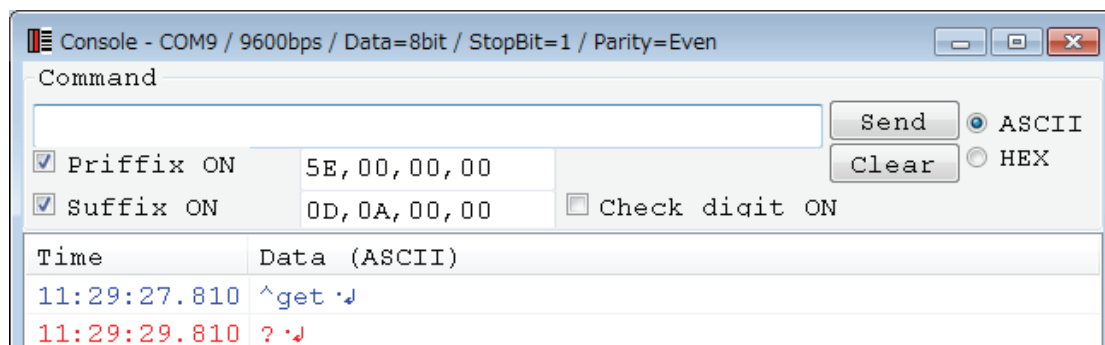 Console - COM9 / 9600bps / Data=8bit / StopBit=1 / Parity=Even
Command
Send
ASCII
Priffix ON 5E,00,00,00
Clear
HEX
Suffix ON 0D,0A,00,00 Check digit ON
Time Data (ASCII)
11:29:27.810 ^get
11:29:29.810 ?